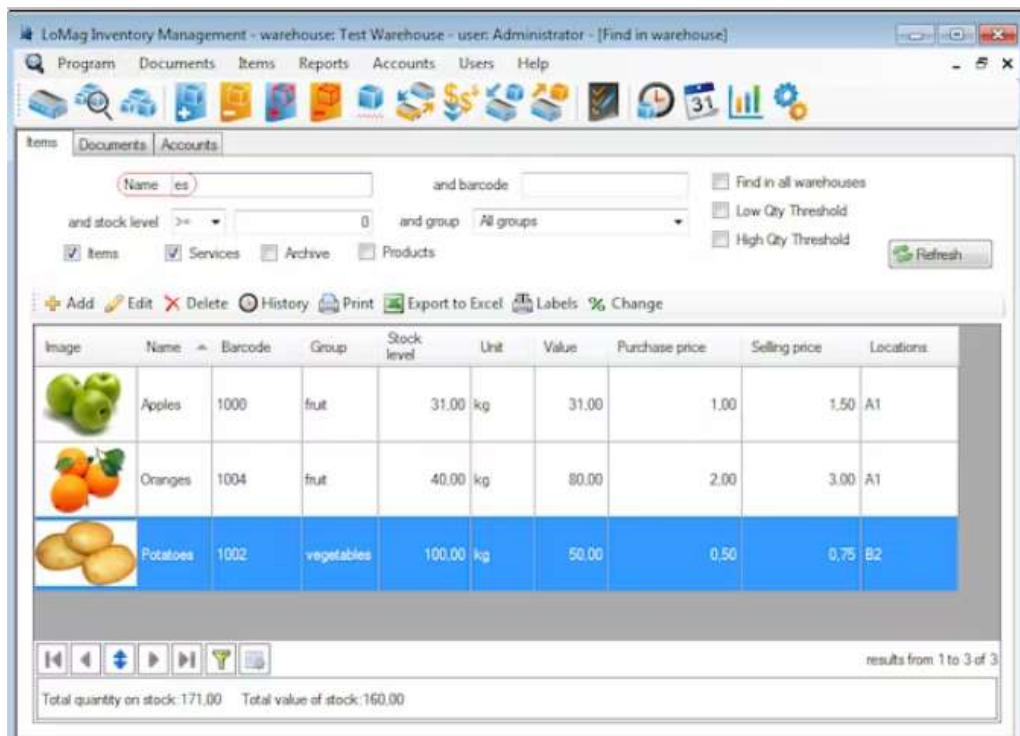 LoMag Inventory Management - warehouse: Test Warehouse - user: Administrator - [Find in warehouse]
Program Documents Items Reports Accounts Users Help
31
Items Documents Accounts
Name es and barcode Find in all warehouses
and stock level >= 0 and group All groups Low Qty Threshold
High Qty Threshold
Items Services Archive Products Refresh
Add Edit Delete History Print Export to Excel Labels % Change
Image Name Barcode Group Stock level Unit Value Purchase price Selling price Locations
Apples 1000 fruit 31,00 kg 31,00 1,00 1,50 A1
Oranges 1004 fruit 40,00 kg 80,00 2,00 3,00 A1
Potatoes 1002 vegetables 100,00 kg 50,00 0,50 0,75 B2
results from 1 to 3 of 3
Total quantity on stock:171,00 Total value of stock:160,00